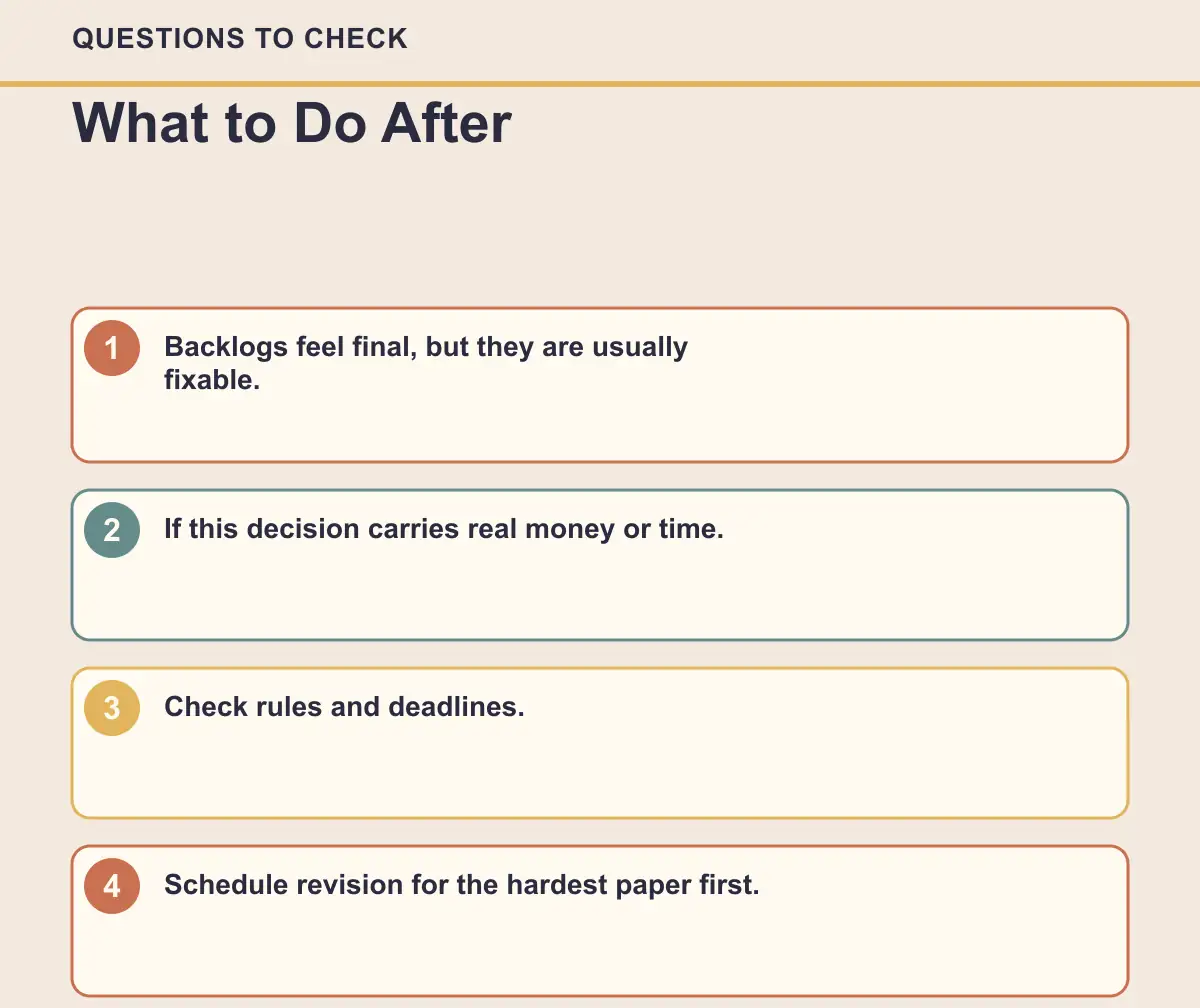 QUESTIONS TO CHECK
What to Do After
1
Backlogs feel final, but they are usually
fixable.
2
If this decision carries real money or time.
3
Check rules and deadlines.
4
Schedule revision for the hardest paper first.